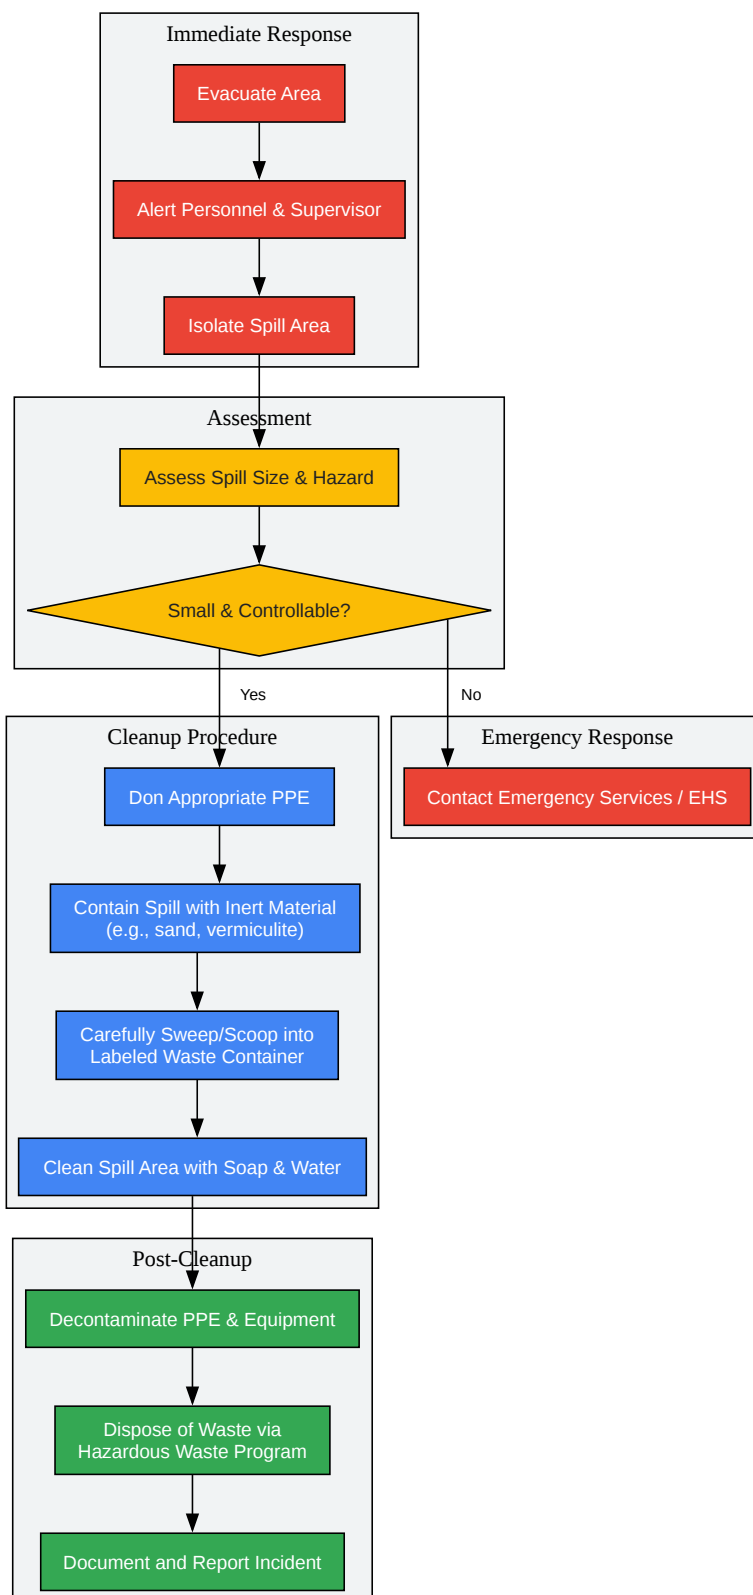 Immediate Response
Evacuate Area
Alert Personnel & Supervisor
Isolate Spill Area
Assessment
Assess Spill Size & Hazard
Small & Controllable?
Yes
No
Cleanup Procedure
Emergency Response
Don Appropriate PPE
Contact Emergency Services / EHS
Contain Spill with Inert Material
(e.g., sand, vermiculite)
Carefully Sweep/Scoop into
Labeled Waste Container
Clean Spill Area with Soap & Water
Post-Cleanup
Decontaminate PPE & Equipment
Dispose of Waste via
Hazardous Waste Program
Document and Report Incident